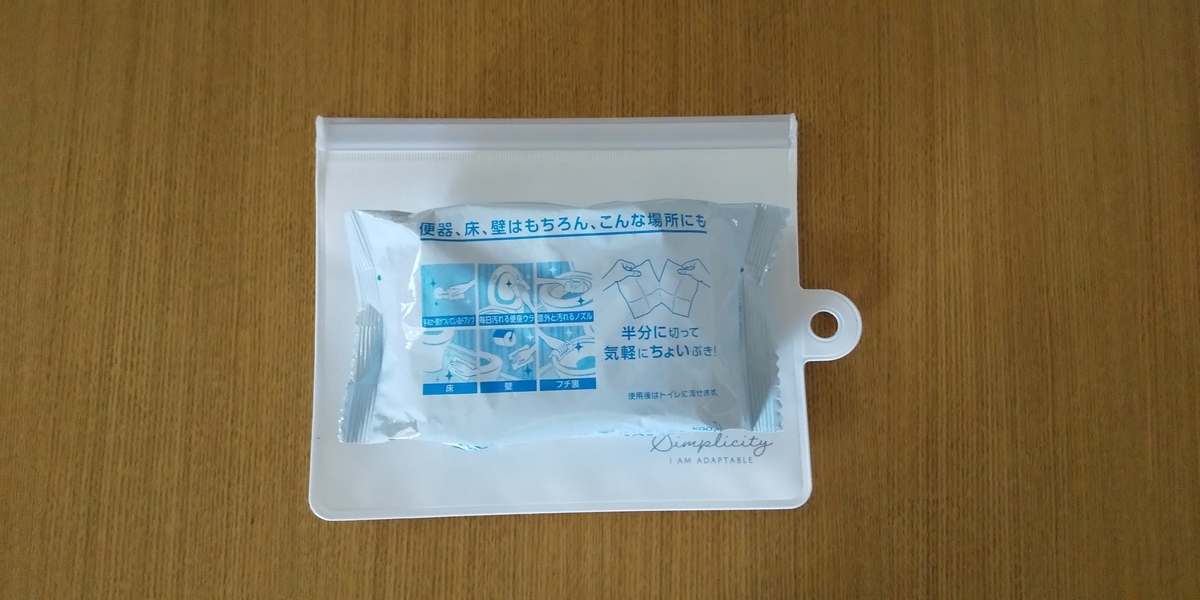 便器、床、壁はもちろん、こんな場所にも
毎日汚れる便座ウラ
意外と汚れるノズル
床
壁
フチ裏
半分に切って
気軽にちょいぶき!
使用後はトイレに流せます。
Simplicity
I AM ADAPTABLE